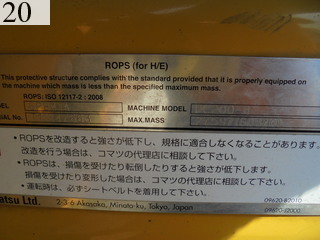 20
ROPS (for H/E)
This protective structure complies with the standard provided that it is properly equipped on
the machine which mass is less than the specified maximum mass.
ROPS: ISO 12117-2 : 2008
DEL MACHINE MODEL
ial No. MAX.MASS
• ROPSを改造すると強さが低下し、規格に適合しなくなることがあります。
改造を行う場合は、コマツの代理店に相談して下さい。
• ROPSは、損傷を受けたり転倒したりすると強さが低下します。
損傷を受けたり変形した場合は、コマツの代理店に相談して下さい。
• 運転時は、必ずシートベルトを着用して下さい。 09620-B2010
atsu Ltd. 2-3-6 Akasaka, Minato-ku, Tokyo, Japan 09620-J2000